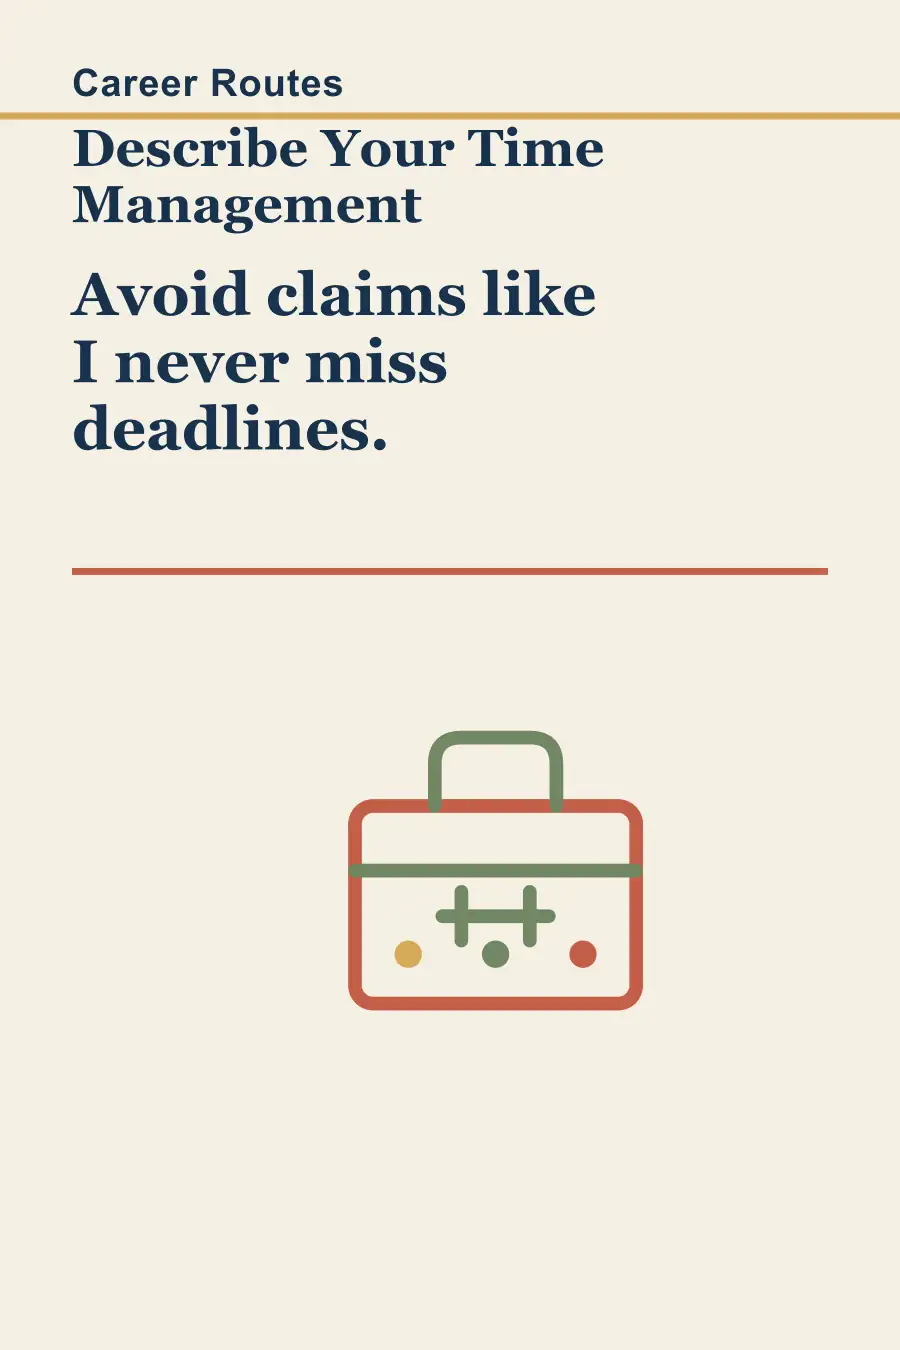 Career Routes
Describe Your Time
Management
Avoid claims like
I never miss
deadlines.